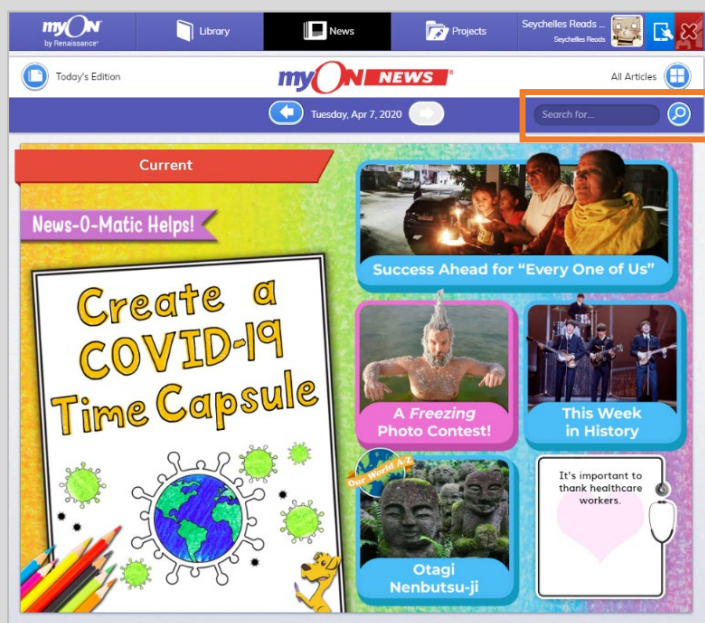 myON
by Renaissance®
Library
News
Projects
Seychelles Reads ...
Seychelles Reads
Today's Edition
myON NEWS
All Articles
Tuesday, Apr 7, 2020
Search for...
Current
News-O-Matic Helps!
Create a
COVID-19
Time Capsule
Success Ahead for “Every One of Us”
A Freezing
Photo Contest!
This Week
in History
Our World A-Z
Otagi
Nenbutsu-ji
It's important to
thank healthcare
workers.